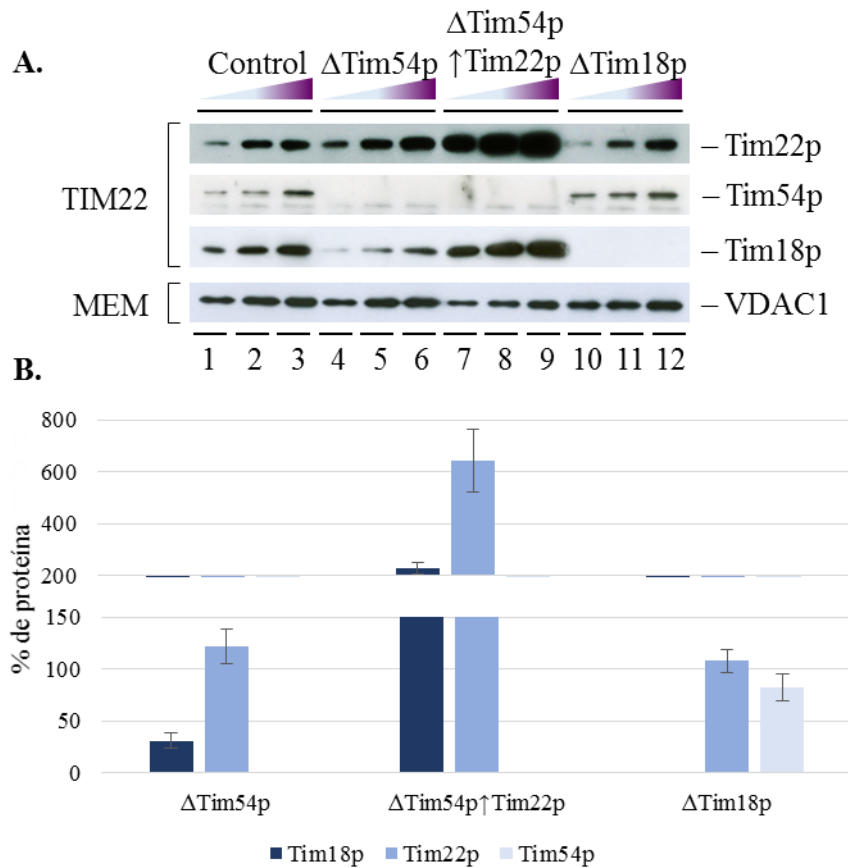 A.
Control ΔTim54p ΔTim54p ↑Tim22p ΔTim18p
TIM22
– Tim22p
– Tim54p
– Tim18p
MEM
– VDAC1
1 2 3 4 5 6 7 8 9 10 11 12
B.
% de proteína
800
600
400
200
150
100
50
0
ΔTim54p ΔTim54p↑Tim22p ΔTim18p
Tim18p Tim22p Tim54p